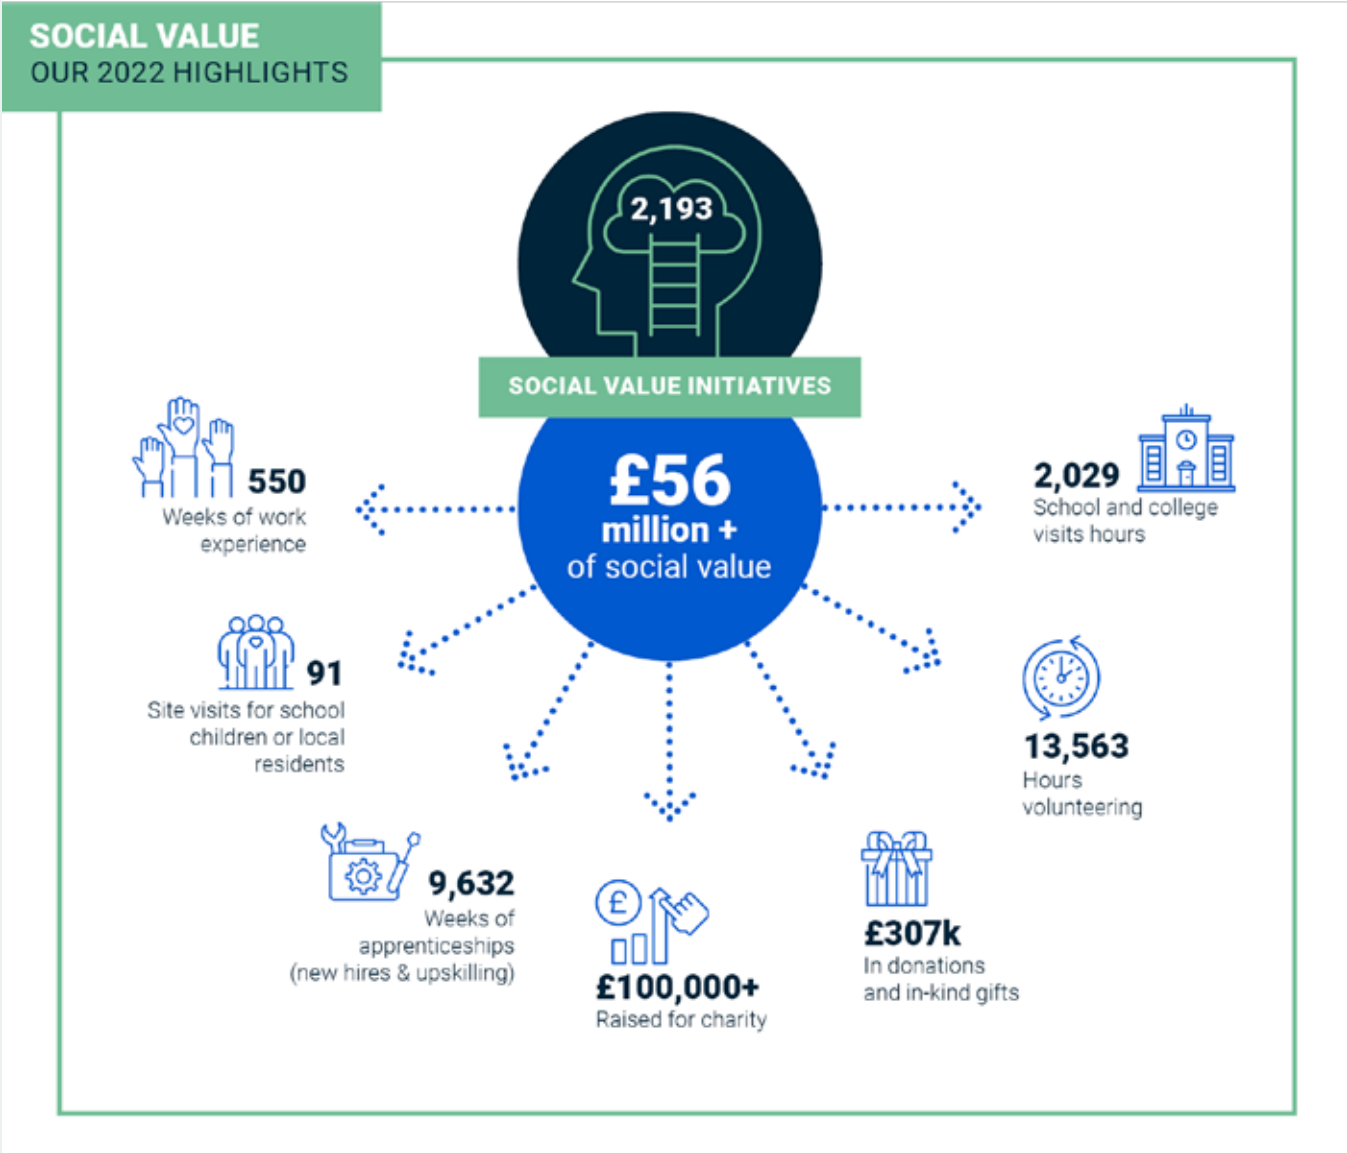 SOCIAL VALUE
OUR 2022 HIGHLIGHTS
2,193
SOCIAL VALUE INITIATIVES
£56
million +
of social value
550
Weeks of work
experience
91
Site visits for school
children or local
residents
9,632
Weeks of
apprenticeships
(new hires & upskilling)
£
£100,000+
Raised for charity
£307k
In donations
and in-kind gifts
13,563
Hours
volunteering
2,029
School and college
visits hours